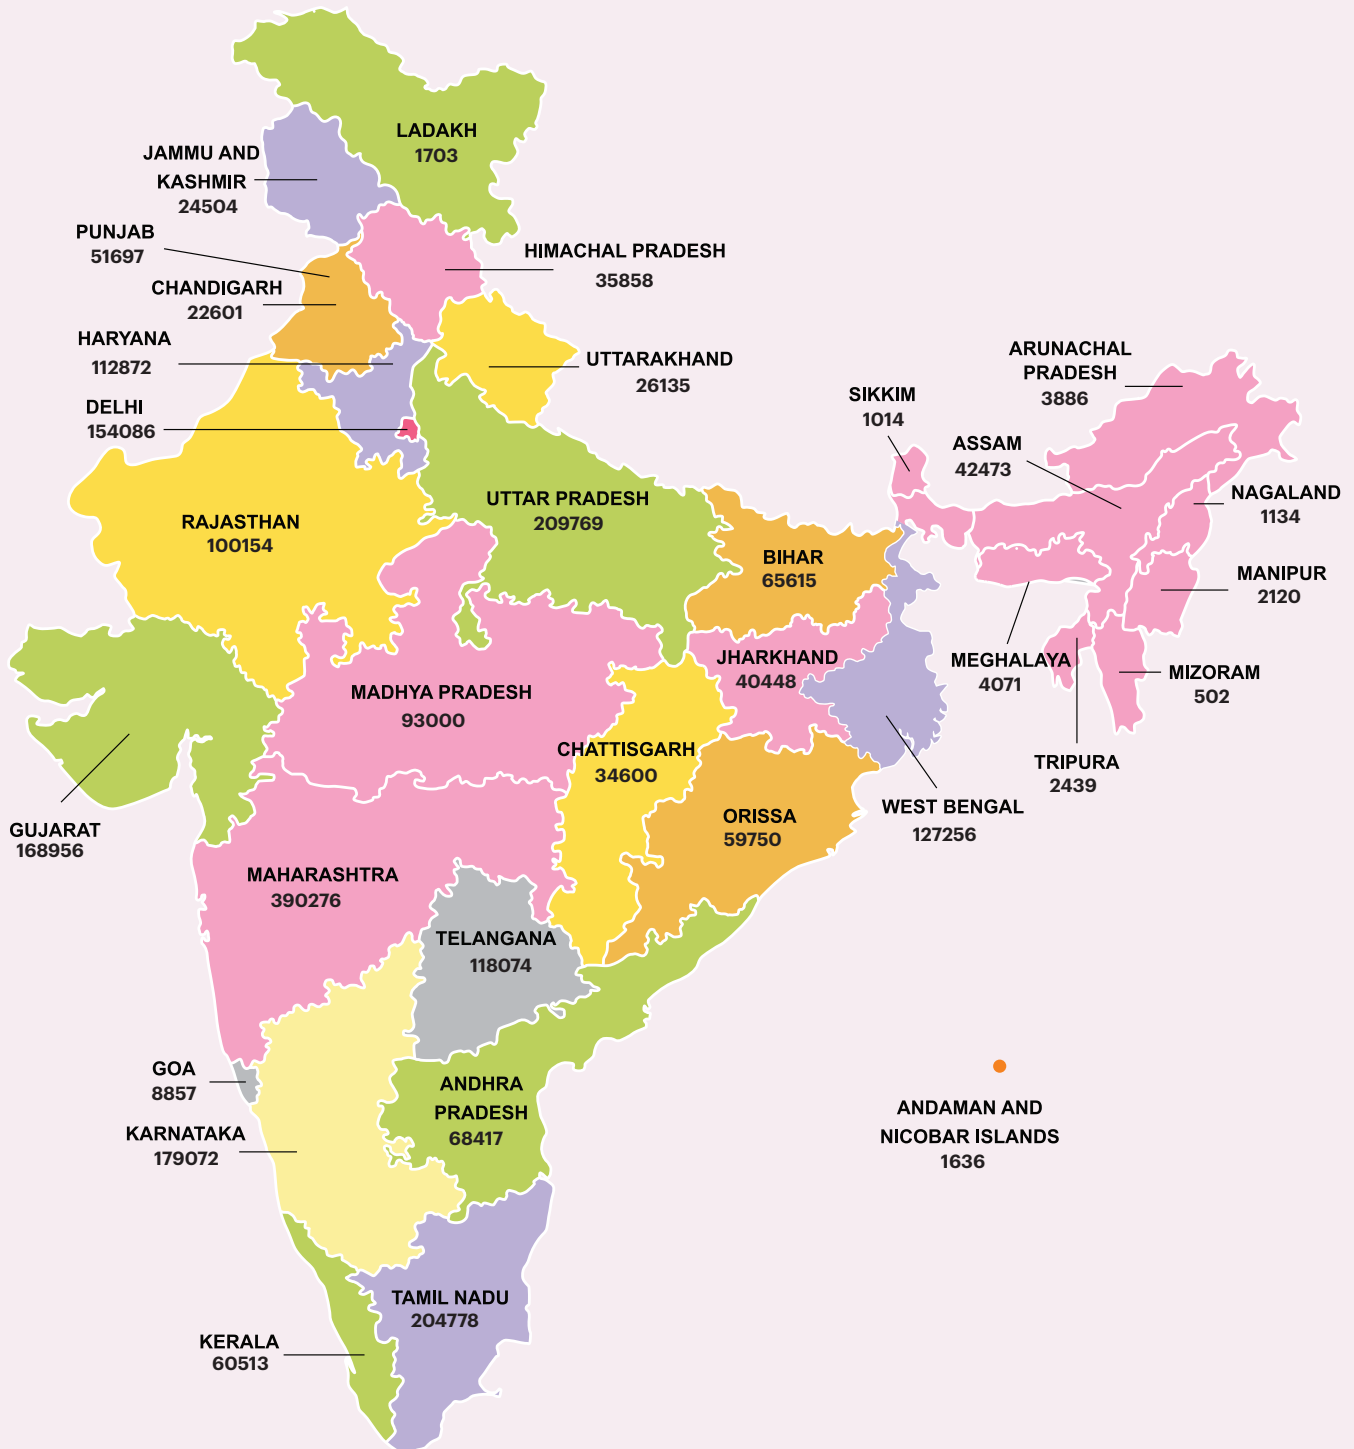 LADAKH
1703
JAMMU AND
KASHMIR
24504
PUNJAB
51697
HIMACHAL PRADESH
35858
CHANDIGARH
22601
HARYANA
112872
UTTARAKHAND
26135
DELHI
154086
ARUNACHAL
PRADESH
3886
SIKKIM
1014
ASSAM
42473
NAGALAND
1134
UTTAR PRADESH
209769
RAJASTHAN
100154
BIHAR
65615
MANIPUR
2120
JHARKHAND
40448
MEGHALAYA
4071
MIZORAM
502
MADHYA PRADESH
93000
CHATTISGARH
34600
TRIPURA
2439
WEST BENGAL
127256
GUJARAT
168956
ORISSA
59750
MAHARASHTRA
390276
TELANGANA
118074
GOA
8857
ANDHRA
PRADESH
68417
ANDAMAN AND
NICOBAR ISLANDS
1636
KARNATAKA
179072
TAMIL NADU
204778
KERALA
60513